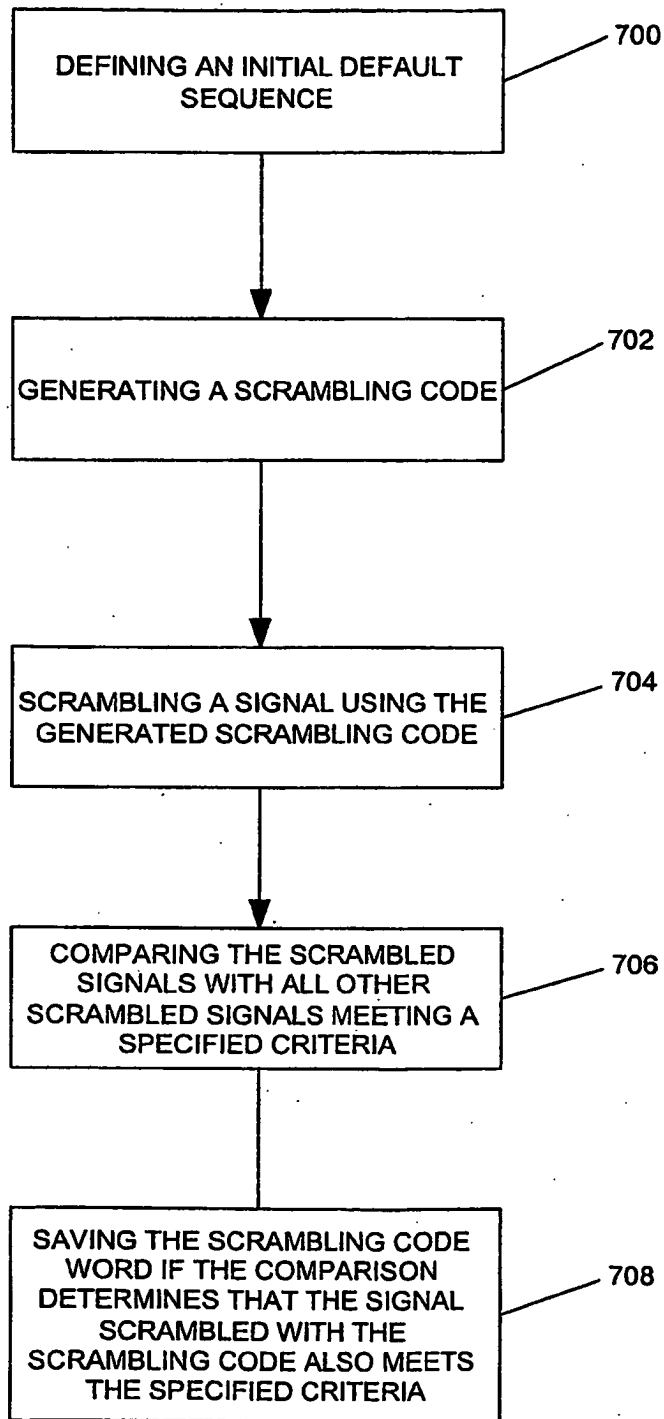 DEFINING AN INITIAL DEFAULT
SEQUENCE
700
GENERATING A SCRAMBLING CODE
702
SCRAMBLING A SIGNAL USING THE
GENERATED SCRAMBLING CODE
704
COMPARING THE SCRAMBLED
SIGNALS WITH ALL OTHER
SCRAMBLED SIGNALS MEETING A
SPECIFIED CRITERIA
706
SAVING THE SCRAMBLING CODE
WORD IF THE COMPARISON
DETERMINES THAT THE SIGNAL
SCRAMBLED WITH THE
SCRAMBLING CODE ALSO MEETS
THE SPECIFIED CRITERIA
708